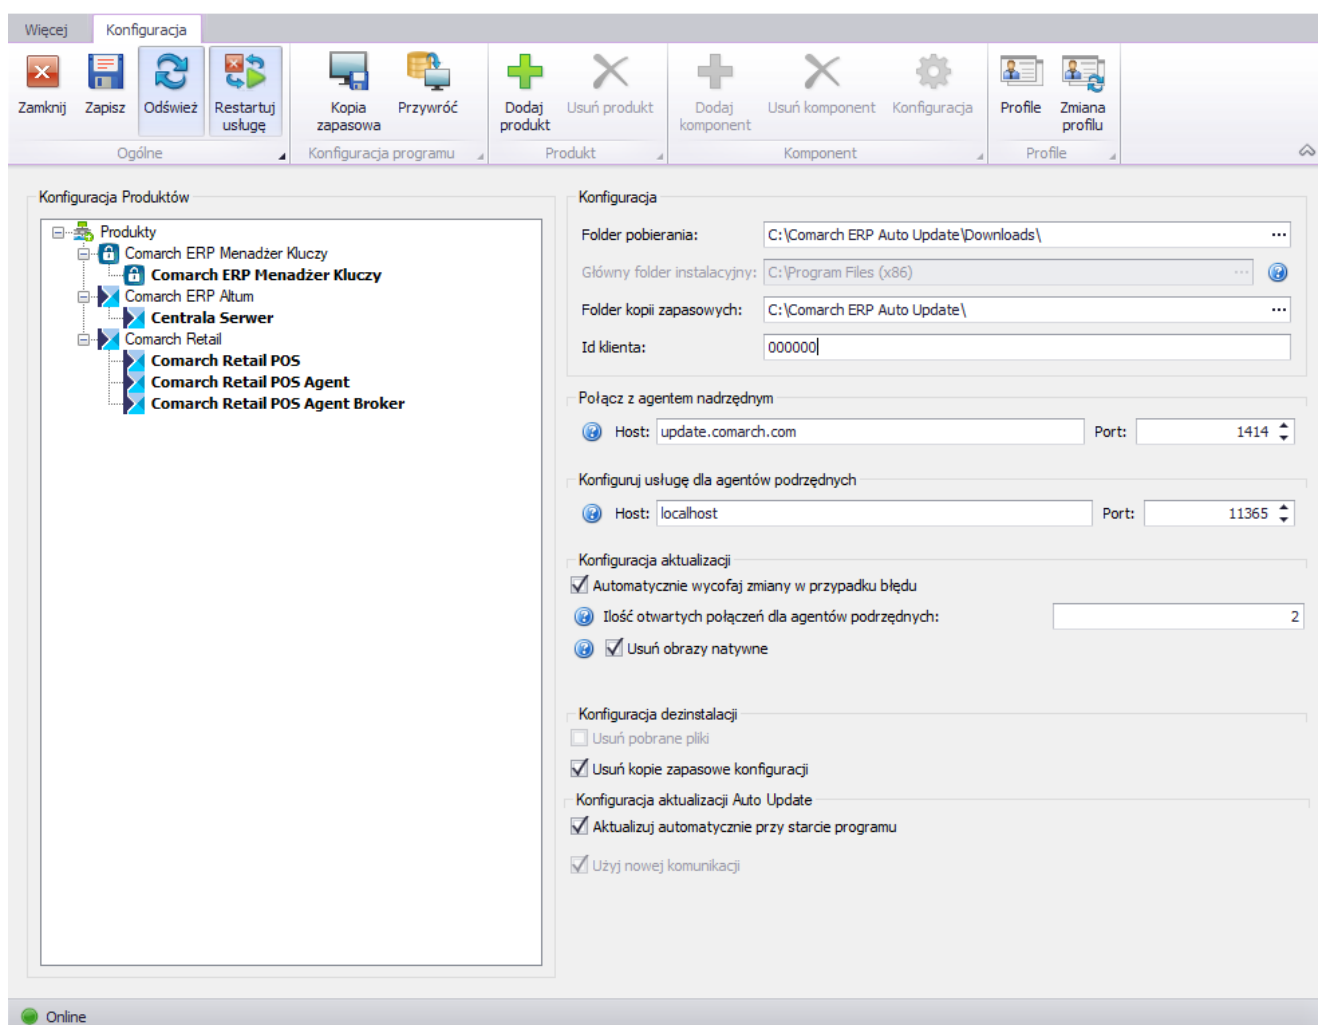 Więcej
Konfiguracja
Zamknij
Zapisz
Odśwież
Restartuj
usługę
Kopia
zapasowa
Przywróć
Dodaj
produkt
Usuń produkt
Dodaj
komponent
Usuń komponent
Konfiguracja
Profile
Zmiana
profilu
Ogólne
Konfiguracja programu
Produkt
Komponent
Profile
Konfiguracja Produktów
Produkty
Comarch ERP Menadżer Kluczy
Comarch ERP Menadżer Kluczy
Comarch ERP Altum
Centrala Serwer
Comarch Retail
Comarch Retail POS
Comarch Retail POS Agent
Comarch Retail POS Agent Broker
Konfiguracja
Folder pobierania: C:\Comarch ERP Auto Update\Downloads\ ...
Główny folder instalacyjny: C:\Program Files (x86) ...
Folder kopii zapasowych: C:\Comarch ERP Auto Update\ ...
Id klienta: 000000
Połącz z agentem nadrzędnym
Host: update.comarch.com Port: 1414
Konfiguruj usługę dla agentów podrzędnych
Host: localhost Port: 11365
Konfiguracja aktualizacji
Automatycznie wycofaj zmiany w przypadku błędu
Ilość otwartych połączeń dla agentów podrzędnych: 2
Usuń obrazy natywne
Konfiguracja dezinstalacji
Usuń pobrane pliki
Usuń kopie zapasowe konfiguracji
Konfiguracja aktualizacji Auto Update
Aktualizuj automatycznie przy starcie programu
Użyj nowej komunikacji
Online